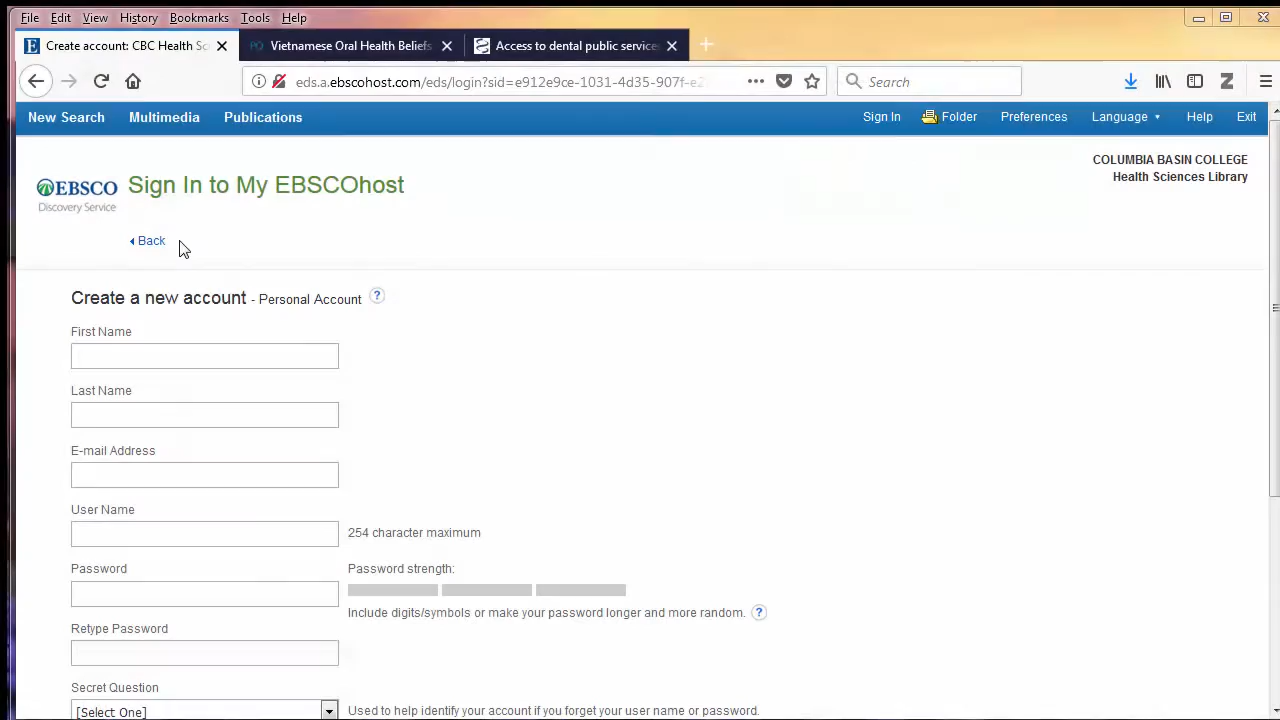 File Edit View History Bookmarks Tools Help
Create account: CBC Health Sc
Vietnamese Oral Health Beliefs
Access to dental public services
eds.a.ebscohost.com/eds/login?sid=e912e9ce-1031-4d35-907f-e2
Search
New Search Multimedia Publications
Sign In Folder Preferences Language Help Exit
COLUMBIA BASIN COLLEGE
Health Sciences Library
EBSCO
Discovery Service
Sign In to My EBSCOhost
Back
Create a new account - Personal Account ?
First Name
Last Name
E-mail Address
User Name
254 character maximum
Password
Password strength:
Include digits/symbols or make your password longer and more random. ?
Retype Password
Secret Question
[Select One]
Used to help identify your account if you forget your user name or password.